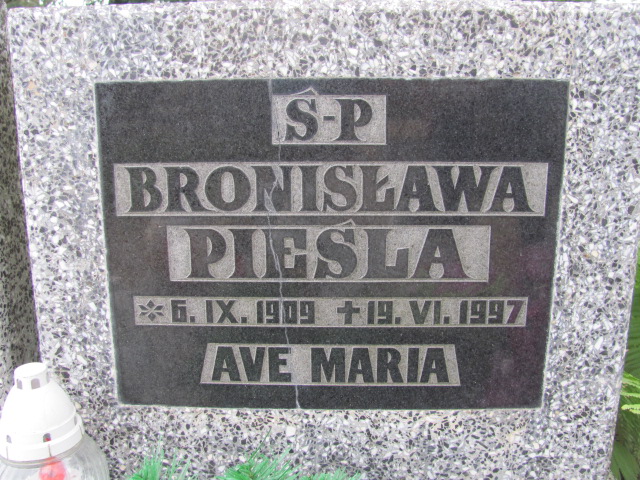 Ś-P
BRONISŁAWA
PIEŚLA
* 6. IX. 1909 + 19. VI. 1997
AVE MARIA